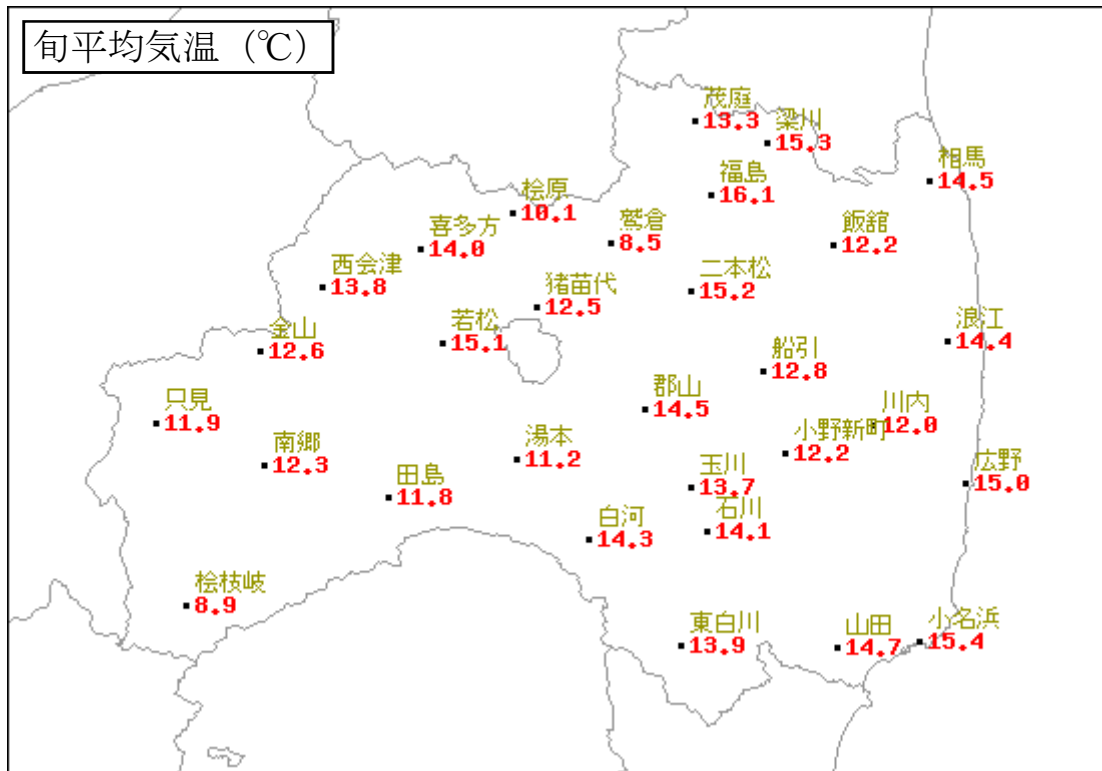 旬平均気温（℃）
茂庭
13.3
梁川
15.3
相馬
14.5
福島
16.1
桧原
10.1
鷲倉
8.5
飯舘
12.2
喜多方
14.0
西会津
13.8
猪苗代
12.5
二本松
15.2
金山
12.6
若松
15.1
浪江
14.4
船引
12.8
只見
11.9
郡山
14.5
川内
12.0
南郷
12.3
湯本
11.2
小野新町
12.2
田島
11.8
玉川
13.7
広野
15.0
白河
14.3
石川
14.1
桧枝岐
8.9
東白川
13.9
山田
14.7
小名浜
15.4